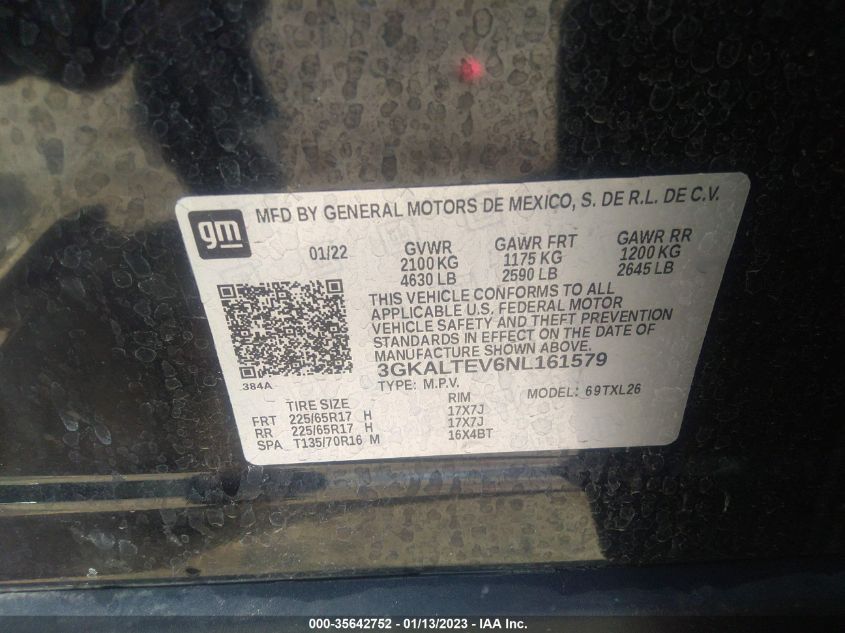 gm
MFD BY GENERAL MOTORS DE MEXICO, S. DE R.L. DE C.V.
01/22 GVWR GAWR FRT GAWR RR
2100 KG 1175 KG 1200 KG
4630 LB 2590 LB 2645 LB
THIS VEHICLE CONFORMS TO ALL
APPLICABLE U.S. FEDERAL MOTOR
VEHICLE SAFETY AND THEFT PREVENTION
STANDARDS IN EFFECT ON THE DATE OF
MANUFACTURE SHOWN ABOVE.
3GKALTEV6NL161579
384A
TYPE: M.P.V. MODEL: 69TXL26
TIRE SIZE RIM
FRT 225/65R17 H 17X7J
RR 225/65R17 H 17X7J
SPA T135/70R16 M 16X4BT
000-35642752 — 01/13/2023 — IAA Inc.